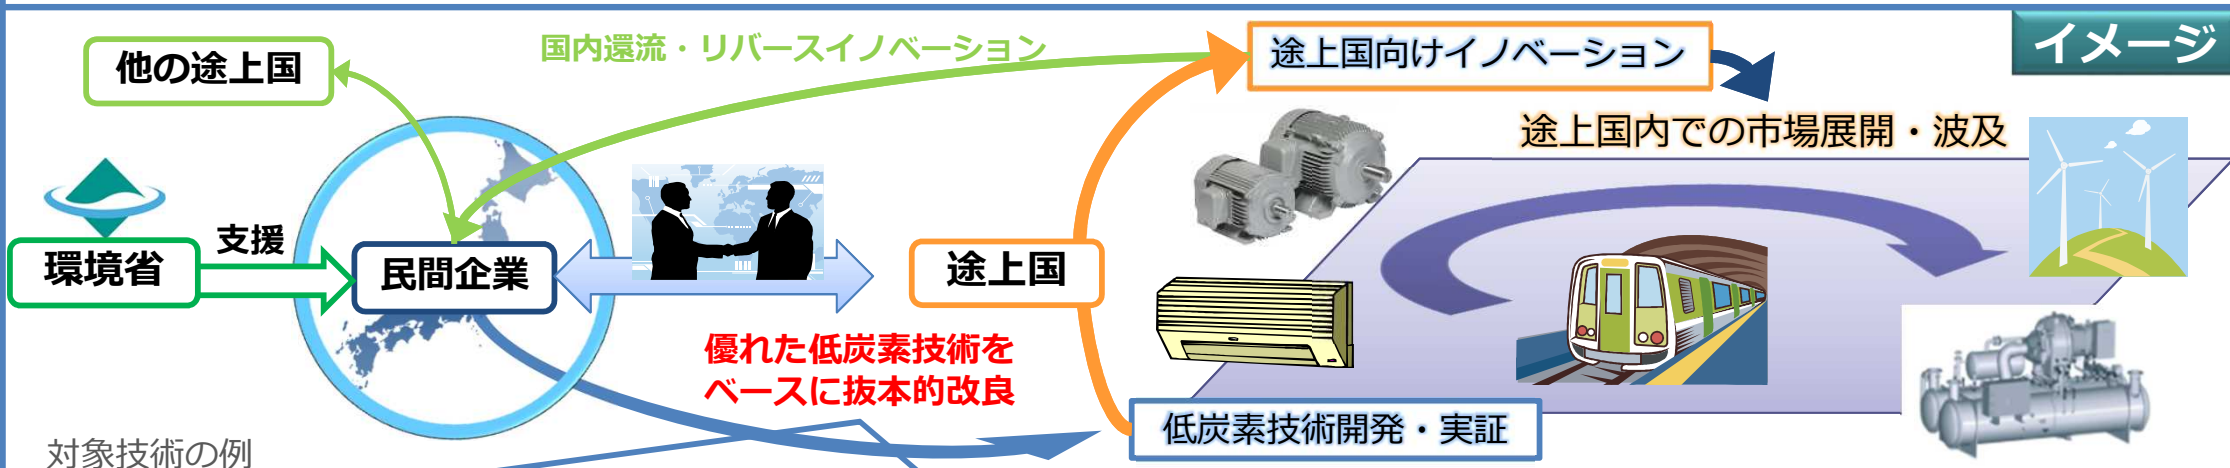 イメージ
他の途上国
国内還流・リバースイノベーション
途上国向けイノベーション
途上国内での市場展開・波及
環境省
支援
民間企業
途上国
優れた低炭素技術を
ベースに抜本的改良
低炭素技術開発・実証
対象技術の例